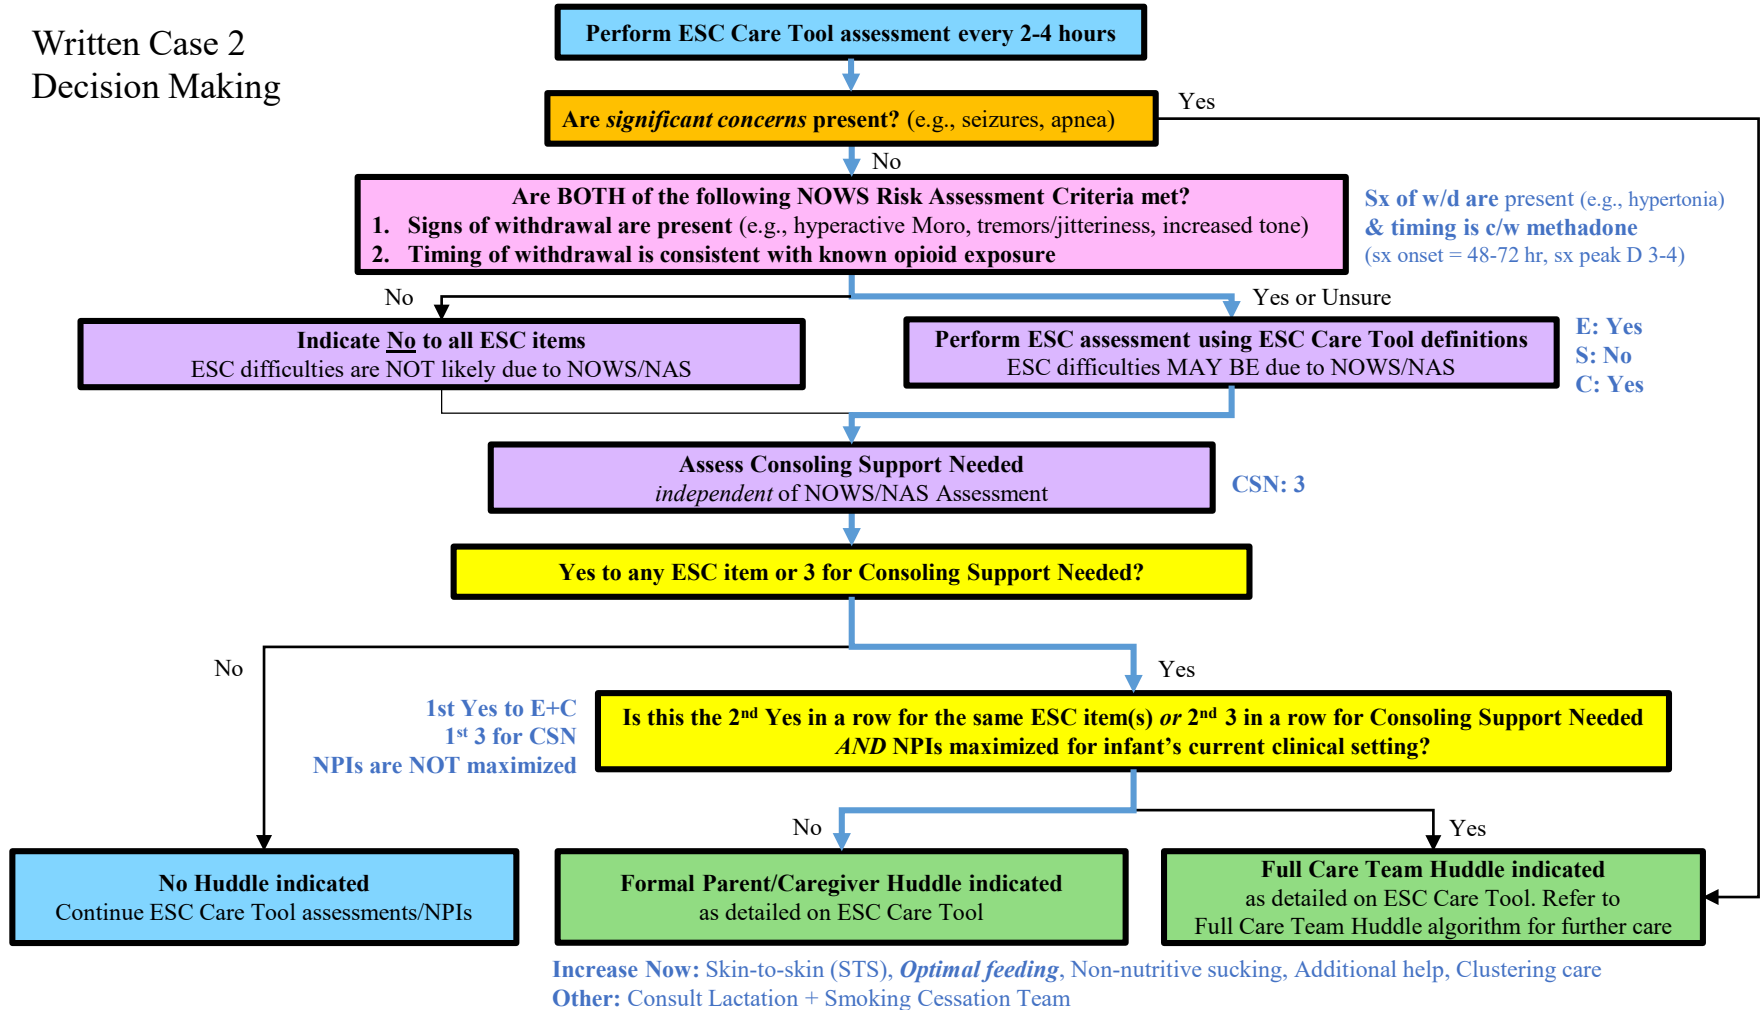 Written Case 2
Decision Making
Perform ESC Care Tool assessment every 2-4 hours
Are significant concerns present? (e.g., seizures, apnea)
Yes
No
Are BOTH of the following NOWS Risk Assessment Criteria met?
1. Signs of withdrawal are present (e.g., hyperactive Moro, tremors/jitteriness, increased tone)
2. Timing of withdrawal is consistent with known opioid exposure
Sx of w/d are present (e.g., hypertonia)
& timing is c/w methadone
(sx onset = 48-72 hr, sx peak D 3-4)
No
Yes or Unsure
Indicate No to all ESC items
ESC difficulties are NOT likely due to NOWS/NAS
Perform ESC assessment using ESC Care Tool definitions
ESC difficulties MAY BE due to NOWS/NAS
E: Yes
S: No
C: Yes
Assess Consoling Support Needed
independent of NOWS/NAS Assessment
CSN: 3
Yes to any ESC item or 3 for Consoling Support Needed?
No
Yes
1st Yes to E+C
1st 3 for CSN
NPIs are NOT maximized
Is this the 2nd Yes in a row for the same ESC item(s) or 2nd 3 in a row for Consoling Support Needed
AND NPIs maximized for infant's current clinical setting?
No
Yes
No Huddle indicated
Continue ESC Care Tool assessments/NPIs
Formal Parent/Caregiver Huddle indicated
as detailed on ESC Care Tool
Full Care Team Huddle indicated
as detailed on ESC Care Tool. Refer to
Full Care Team Huddle algorithm for further care
Increase Now: Skin-to-skin (STS), Optimal feeding, Non-nutritive sucking, Additional help, Clustering care
Other: Consult Lactation + Smoking Cessation Team